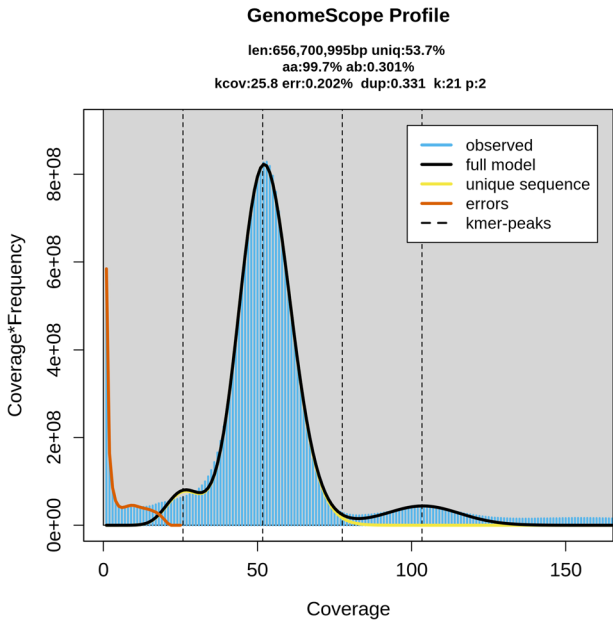 GenomeScope Profile
len:656,700,995bp uniq:53.7%
aa:99.7% ab:0.301%
kcov:25.8 err:0.202% dup:0.331 k:21 p:2
observed
full model
unique sequence
errors
kmer-peaks
Coverage*Frequency
8e+08
6e+08
4e+08
2e+08
0e+00
0 50 100 150
Coverage